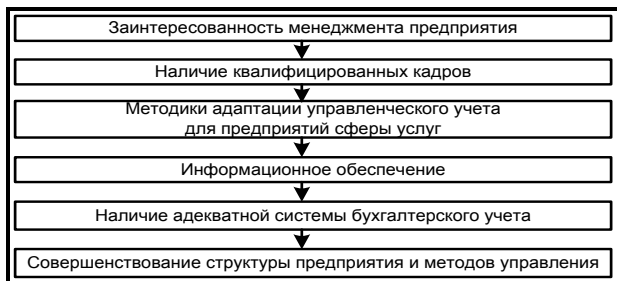 Заинтересованность менеджмента предприятия
Наличие квалифицированных кадров
Методики адаптации управленческого учета
для предприятий сферы услуг
Информационное обеспечение
Наличие адекватной системы бухгалтерского учета
Совершенствование структуры предприятия и методов управления